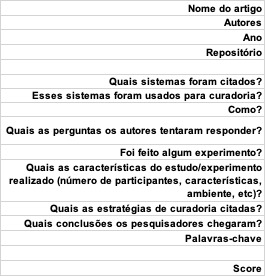 Nome do artigo
Autores
Ano
Repositório
Quais sistemas foram citados?
Esses sistemas foram usados para curadoria?
Como?
Quais as perguntas os autores tentaram responder?
Foi feito algum experimento?
Quais as características do estudo/experimento
realizado (número de participantes, características,
ambiente, etc)?
Quais as estratégias de curadoria citadas?
Quais conclusões os pesquisadores chegaram?
Palavras-chave
Score